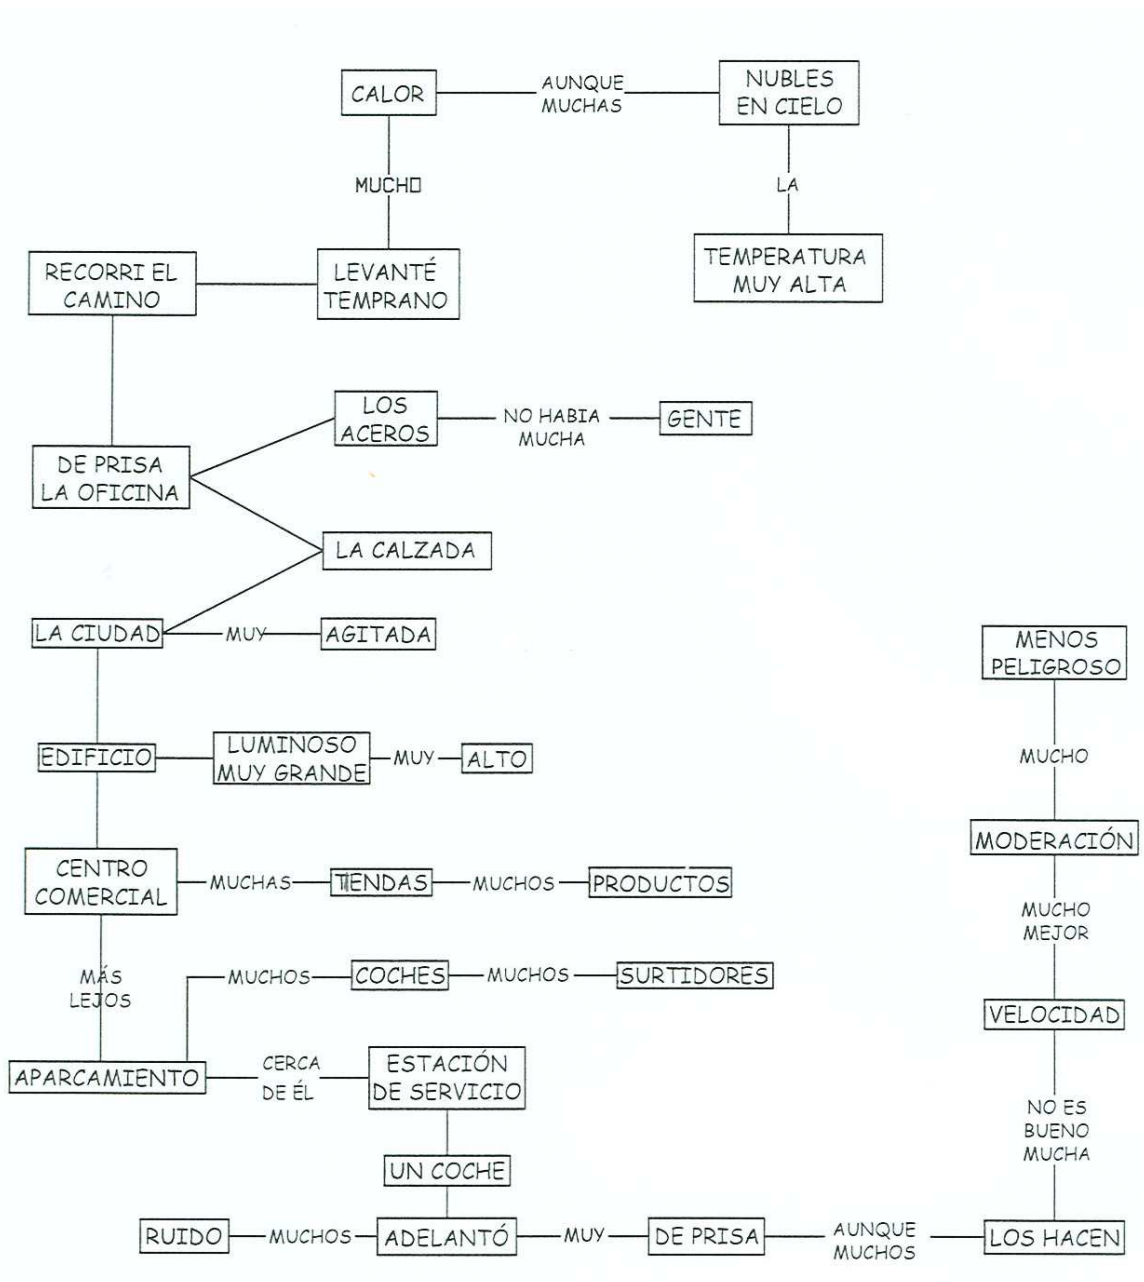 CALOR
AUNQUE
MUCHAS
NUBLES
EN CIELO
MUCHO
LA
RECORRI EL
CAMINO
LEVANTÉ
TEMPRANO
TEMPERATURA
MUY ALTA
LOS
ACEROS
NO HABIA
MUCHA
GENTE
DE PRISA
LA OFICINA
LA CALZADA
LA CIUDAD
MUY
AGITADA
MENOS
PELIGROSO
EDIFICIO
LUMINOSO
MUY GRANDE
MUY
ALTO
MUCHO
MODERACIÓN
CENTRO
COMERCIAL
MUCHAS
TIENDAS
MUCHOS
PRODUCTOS
MUCHO
MEJOR
MÁS
LEJOS
MUCHOS
COCHES
MUCHOS
SURTIDORES
VELOCIDAD
APARCAMIENTO
CERCA
DE ÉL
ESTACIÓN
DE SERVICIO
NO ES
BUENO
MUCHA
UN COCHE
RUIDO
MUCHOS
ADELANTÓ
MUY
DE PRISA
AUNQUE
MUCHOS
LOS HACEN